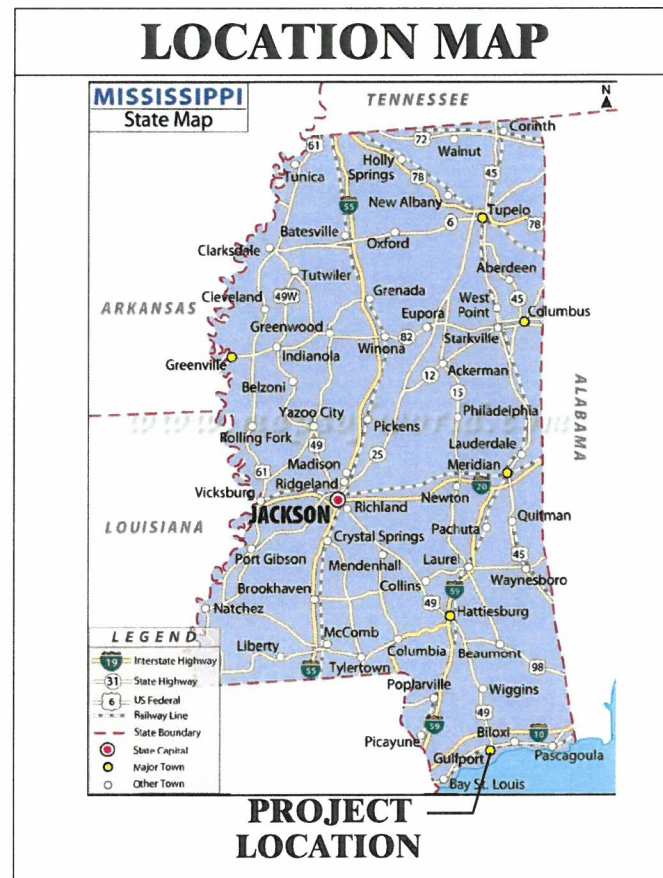 LOCATION MAP
MISSISSIPPI
State Map
TENNESSEE
N
61
72
Corinth
Walnut
Holly
Springs
Tunica
78
45
55
New Albany
Tupelo
6
78
Batesville
Oxford
Clarksdale
Aberdeen
Tutwiler
49W
Grenada
West
Point
45
ARKANSAS
Cleveland
Eupora
Columbus
Greenwood
82
Starkville
Winona
Indianola
Greenville
12
Ackerman
Belzoni
15
ALABAMA
Yazoo City
Philadelphia
Pickens
Rolling Fork
49
25
Lauderdale
Madison
Meridian
61
Ridgeland
20
Vicksburg
Newton
JACKSON
Richland
LOUISIANA
Quitman
Crystal Springs
Pachuta
Port Gibson
Mendenhall
Laurel
45
Waynesboro
Brookhaven
Collins
59
49
Natchez
Hattiesburg
McComb
Liberty
Columbia
Beaumont
Tylertown
98
55
Poplarville
Wiggins
59
49
Picayune
Biloxi
10
Gulfport
Pascagoula
Bay St. Louis
LEGEND
19 Interstate Highway
31 State Highway
6 US Federal
Railway Line
State Boundary
State Capital
Major Town
Other Town
PROJECT
LOCATION